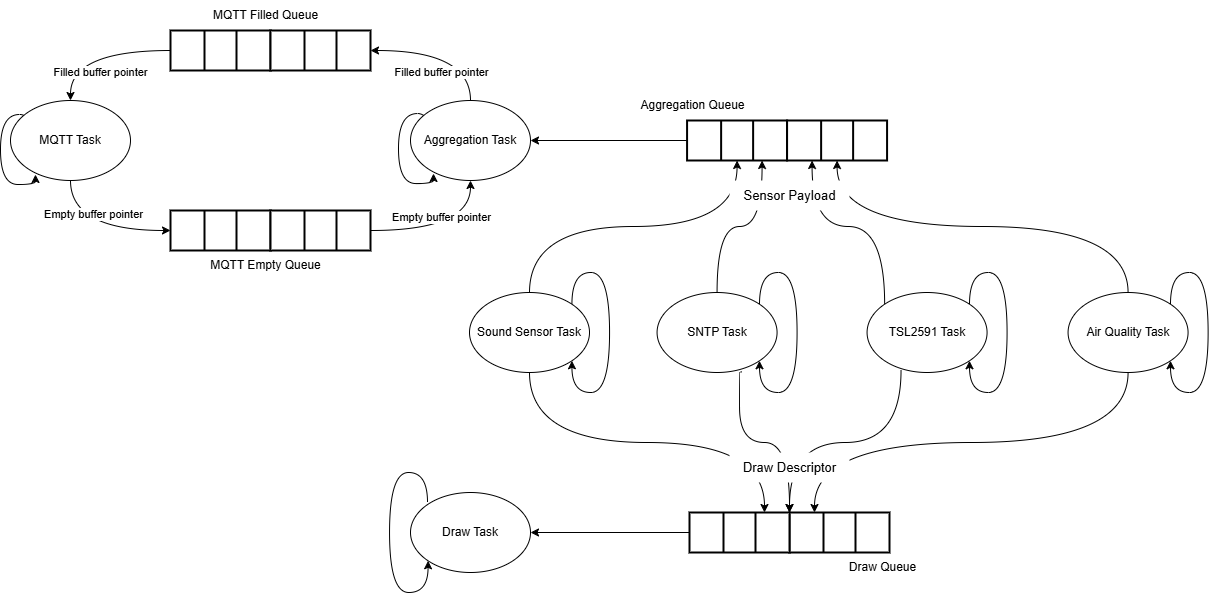 MQTT Filled Queue
Filled buffer pointer
Filled buffer pointer
Aggregation Queue
MQTT Task
Aggregation Task
Sensor Payload
Empty buffer pointer
Empty buffer pointer
MQTT Empty Queue
Sound Sensor Task
SNTP Task
TSL2591 Task
Air Quality Task
Draw Descriptor
Draw Task
Draw Queue